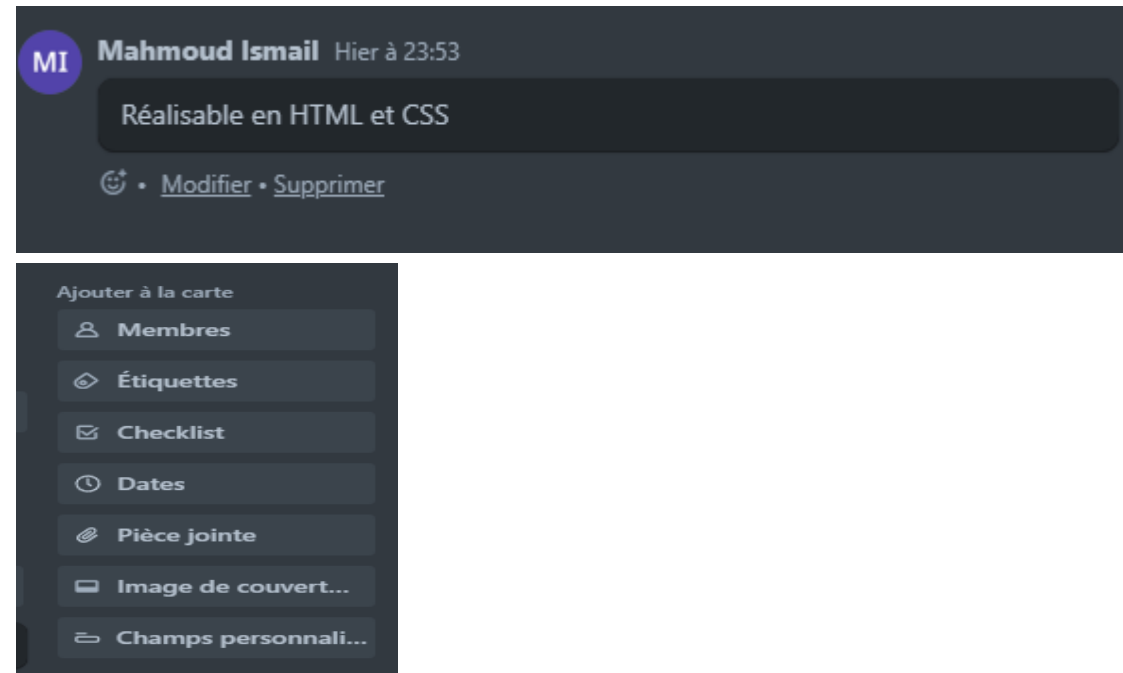 MI
Mahmoud Ismail Hier à 23:53
Réalisable en HTML et CSS
• Modifier • Supprimer
Ajouter à la carte
Membres
Étiquettes
Checklist
Dates
Pièce jointe
Image de couvert...
Champs personnali...